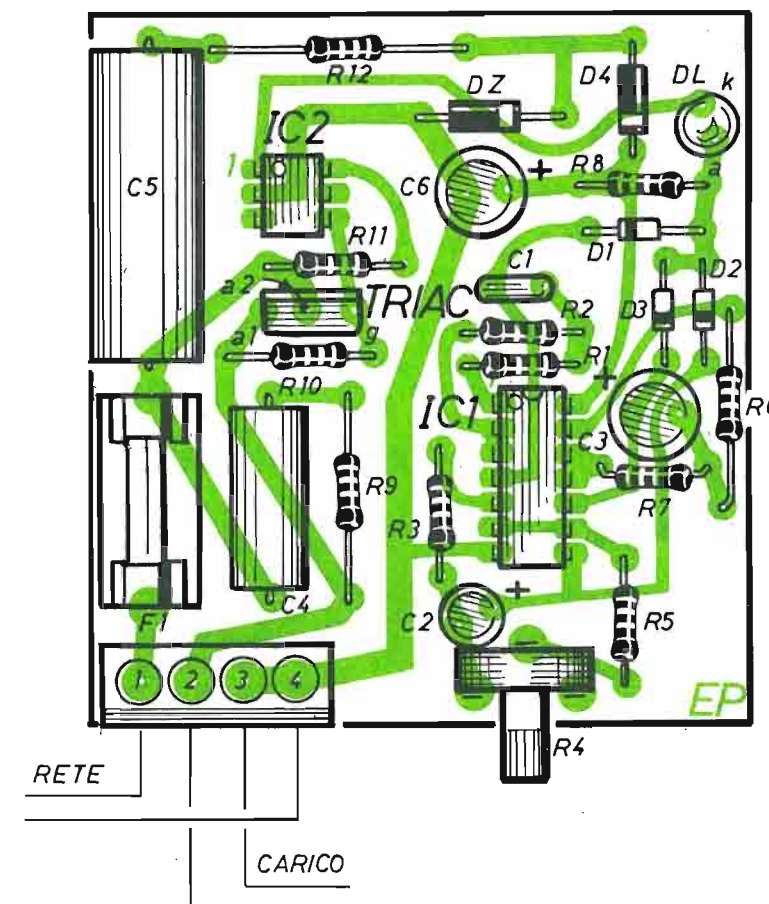 R12
DZ
D4
DL
k
IC2
1
C5
C6
+
R8
a
D1
R11
a2
TRIAC
C1
D3
D2
a1
g
R2
R1
+
R10
IC1
C3
R9
R3
R7
C4
F1
C2
+
R5
1
2
3
4
EP
R4
RETE
CARICO